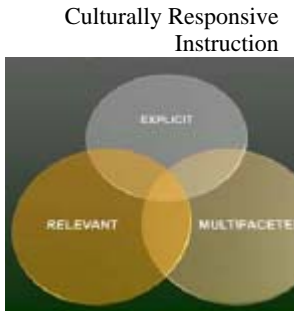 Culturally Responsive
Instruction
EXPLICIT
RELEVANT
MULTIFACETE